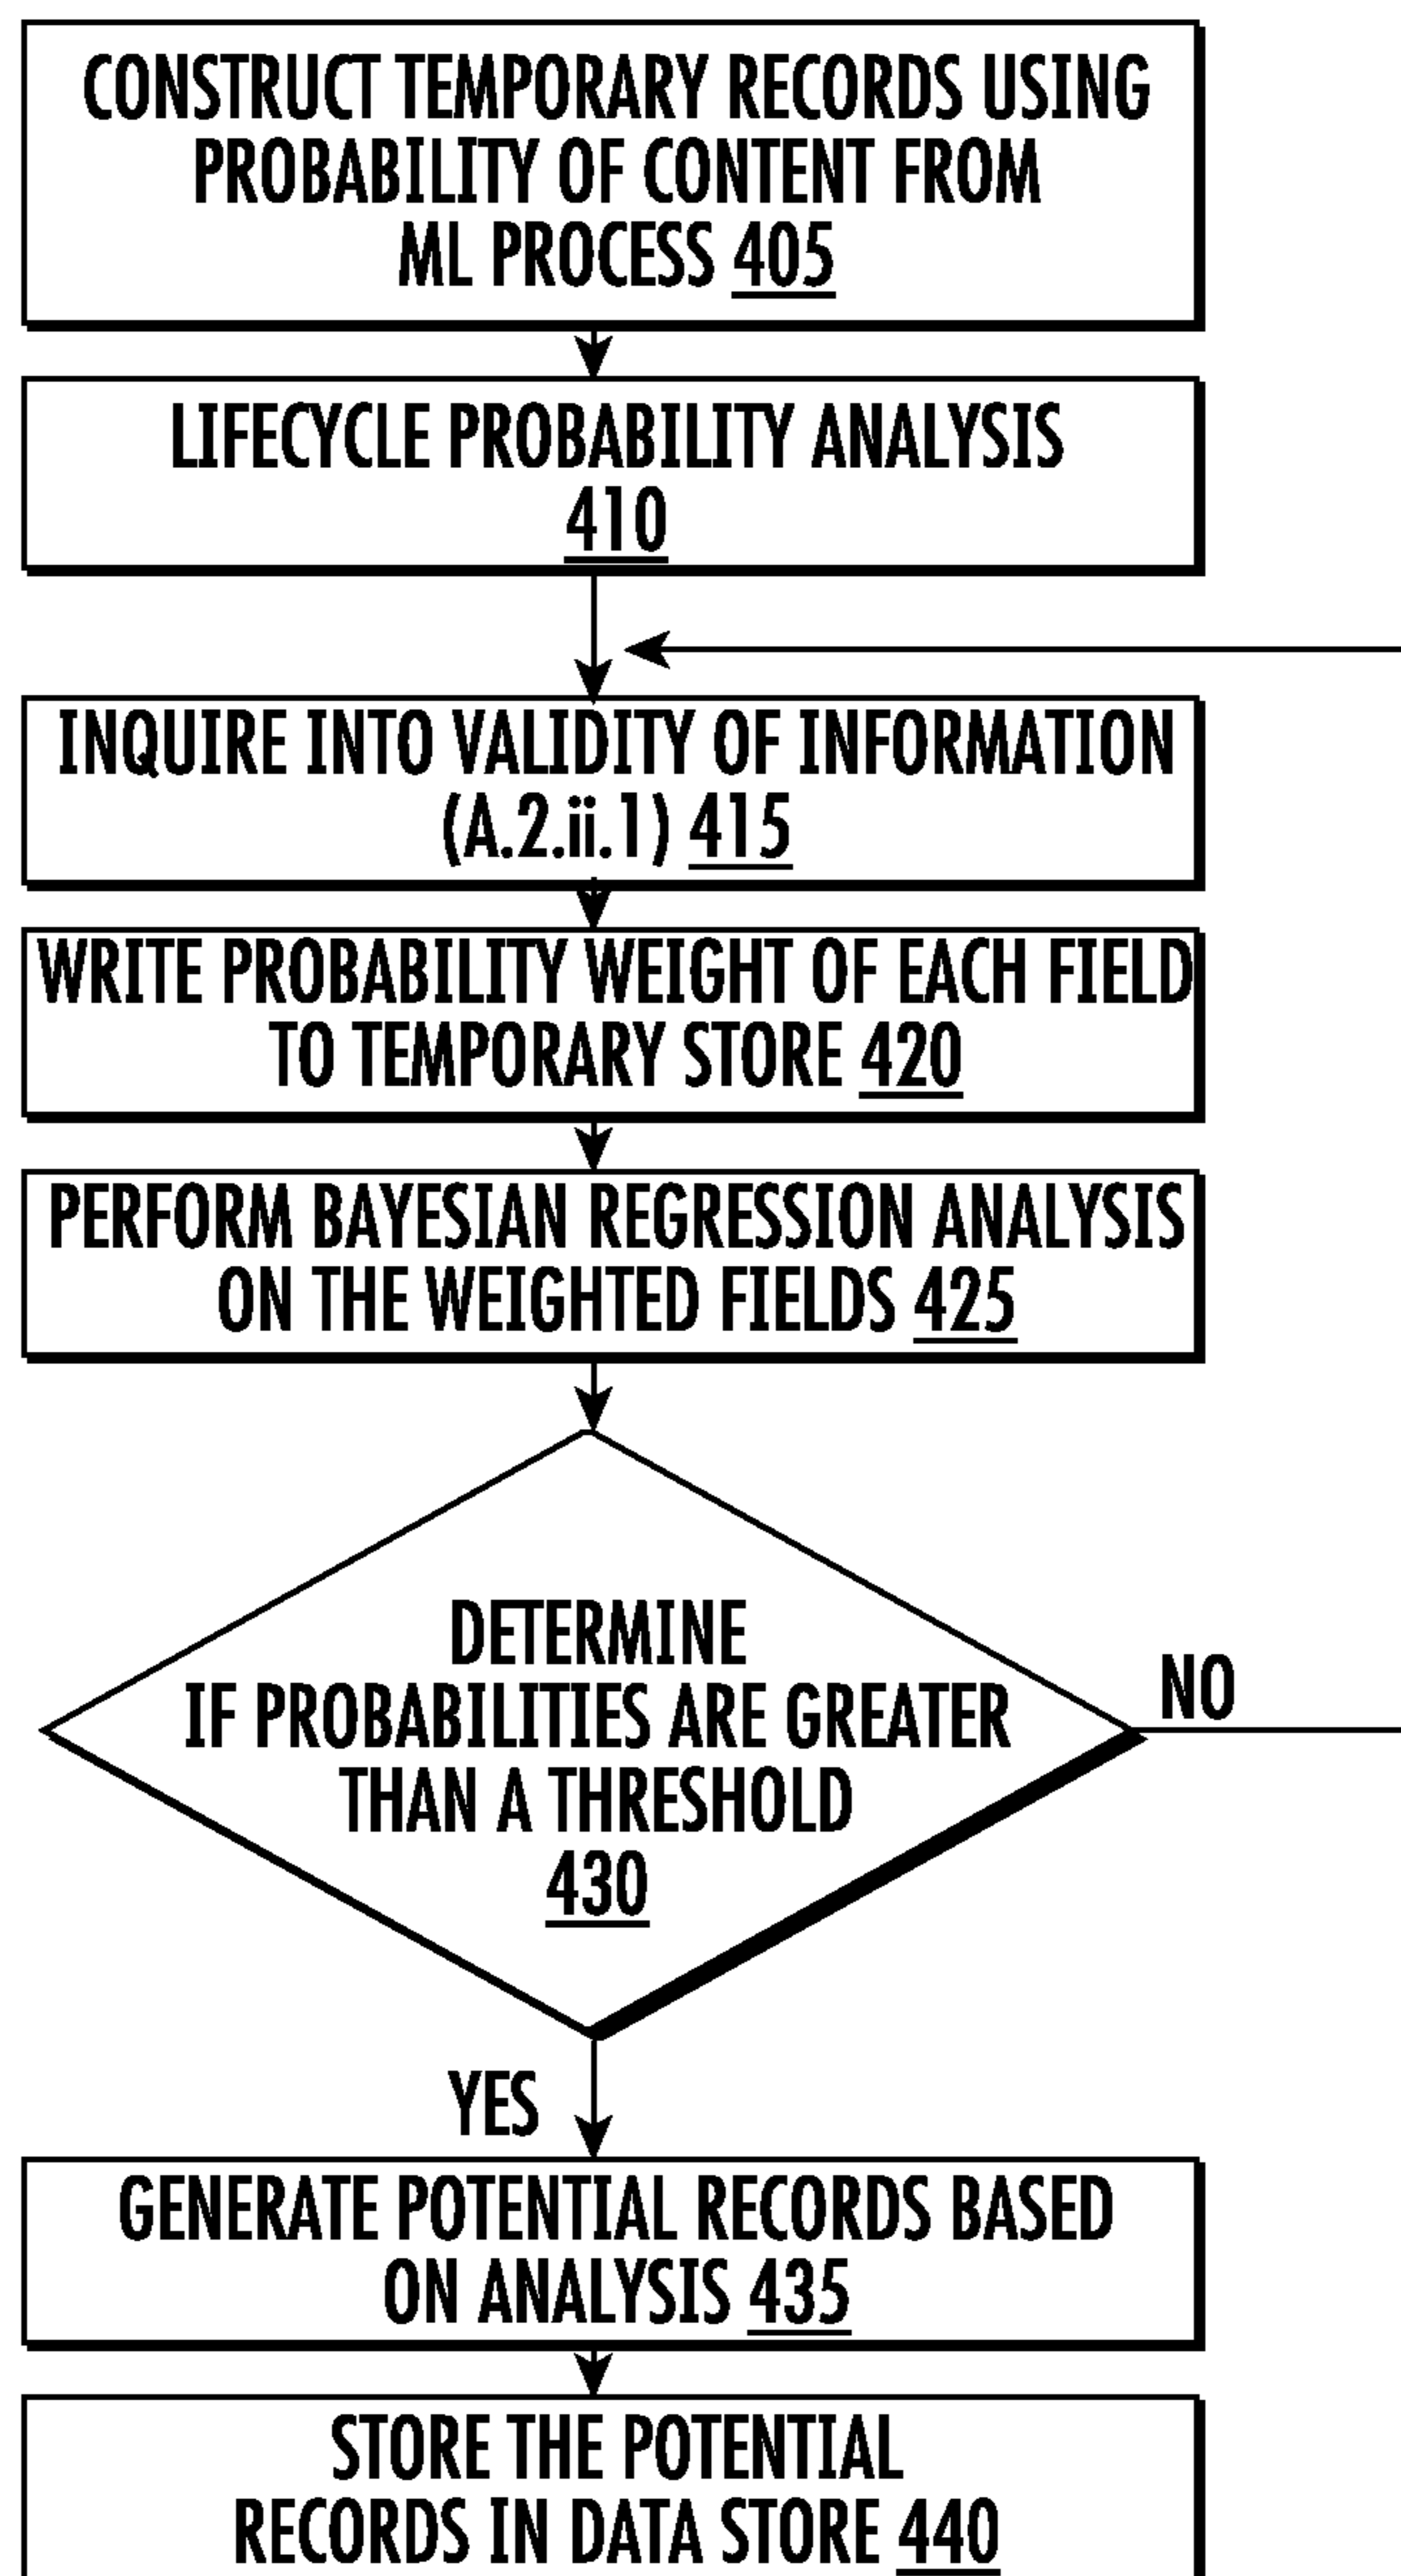 CONSTRUCT TEMPORARY RECORDS USING
PROBABILITY OF CONTENT FROM
ML PROCESS 405
LIFECYCLE PROBABILITY ANALYSIS
410
INQUIRE INTO VALIDITY OF INFORMATION
(A.2.ii.1) 415
WRITE PROBABILITY WEIGHT OF EACH FIELD
TO TEMPORARY STORE 420
PERFORM BAYESIAN REGRESSION ANALYSIS
ON THE WEIGHTED FIELDS 425
DETERMINE
IF PROBABILITIES ARE GREATER
THAN A THRESHOLD
430
NO
YES
GENERATE POTENTIAL RECORDS BASED
ON ANALYSIS 435
STORE THE POTENTIAL
RECORDS IN DATA STORE 440